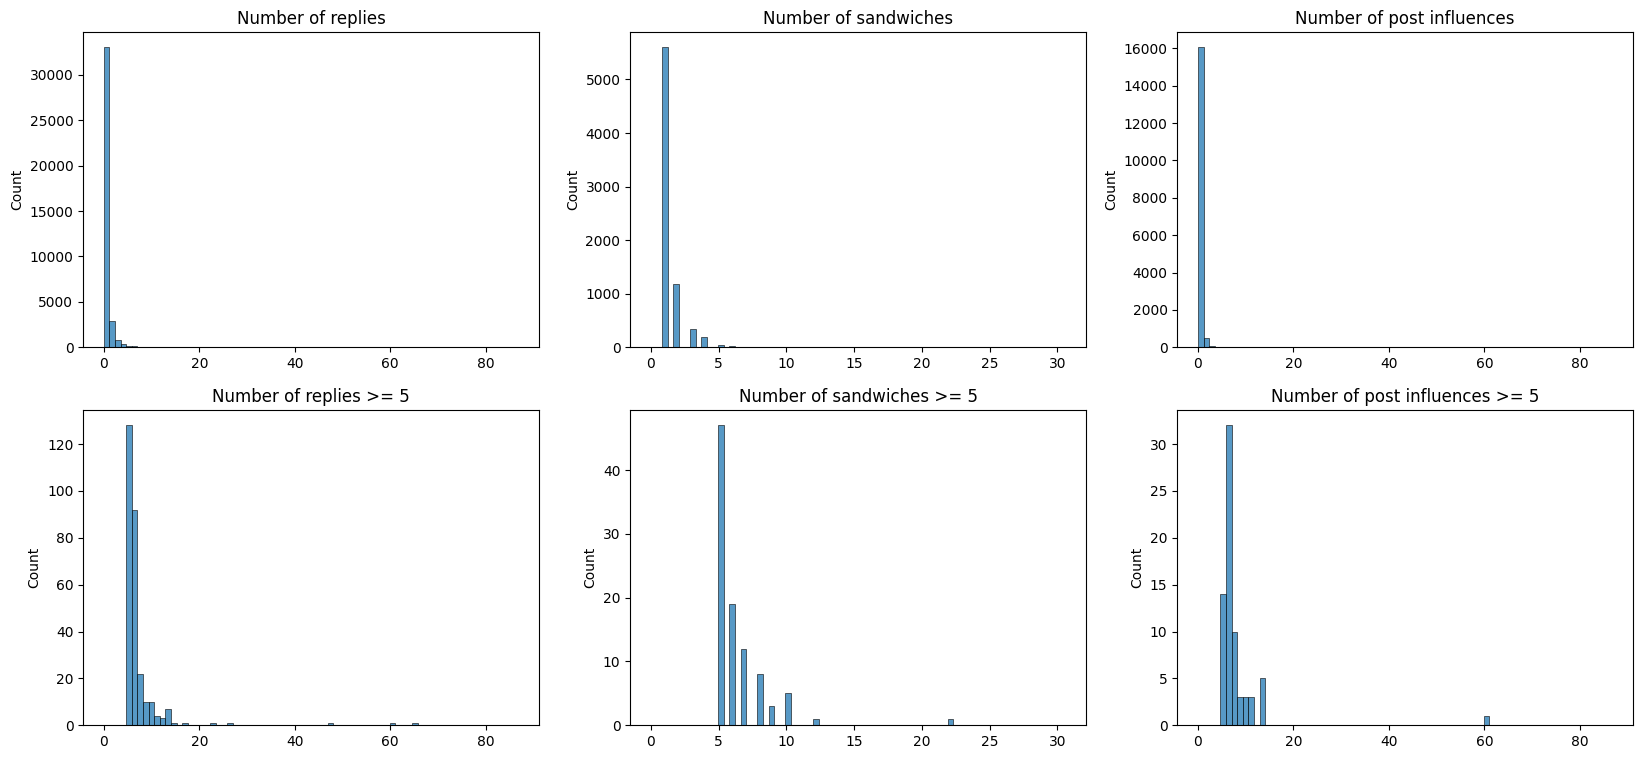 Number of replies
Count
30000
25000
20000
15000
10000
5000
0
0 20 40 60 80
Number of sandwiches
Count
5000
4000
3000
2000
1000
0
0 5 10 15 20 25 30
Number of post influences
Count
16000
14000
12000
10000
8000
6000
4000
2000
0
0 20 40 60 80
Number of replies >= 5
Count
120
100
80
60
40
20
0
0 20 40 60 80
Number of sandwiches >= 5
Count
40
30
20
10
0
0 5 10 15 20 25 30
Number of post influences >= 5
Count
30
25
20
15
10
5
0
0 20 40 60 80